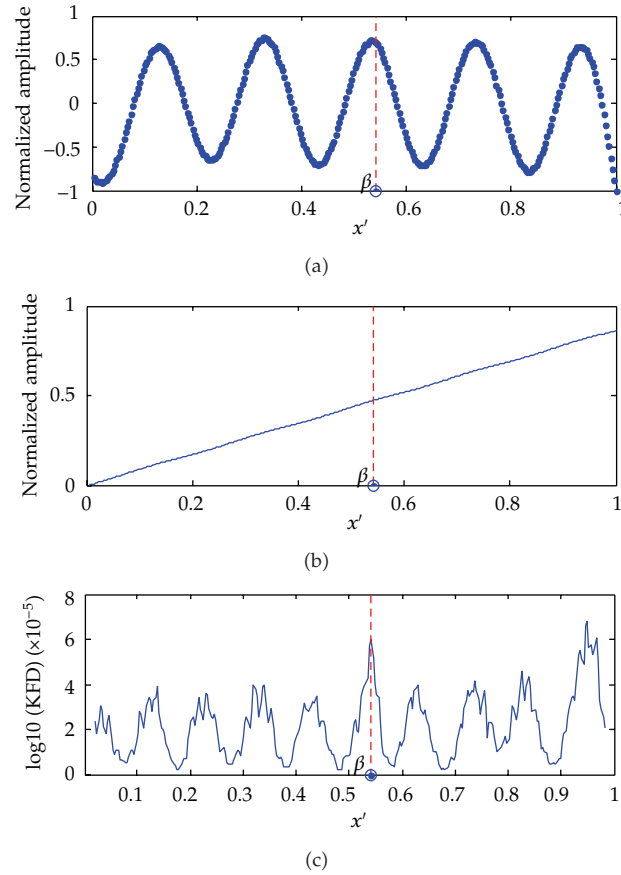 1
0.5
0
−0.5
−1
Normalized amplitude
β
0 0.2 0.4 0.6 0.8 1
x′
(a)
1
0.5
0
Normalized amplitude
β
0 0.2 0.4 0.6 0.8 1
x′
(b)
8
6
4
2
0
log10 (KFD) (×10⁻⁵)
β
0.1 0.2 0.3 0.4 0.5 0.6 0.7 0.8 0.9 1
x′
(c)